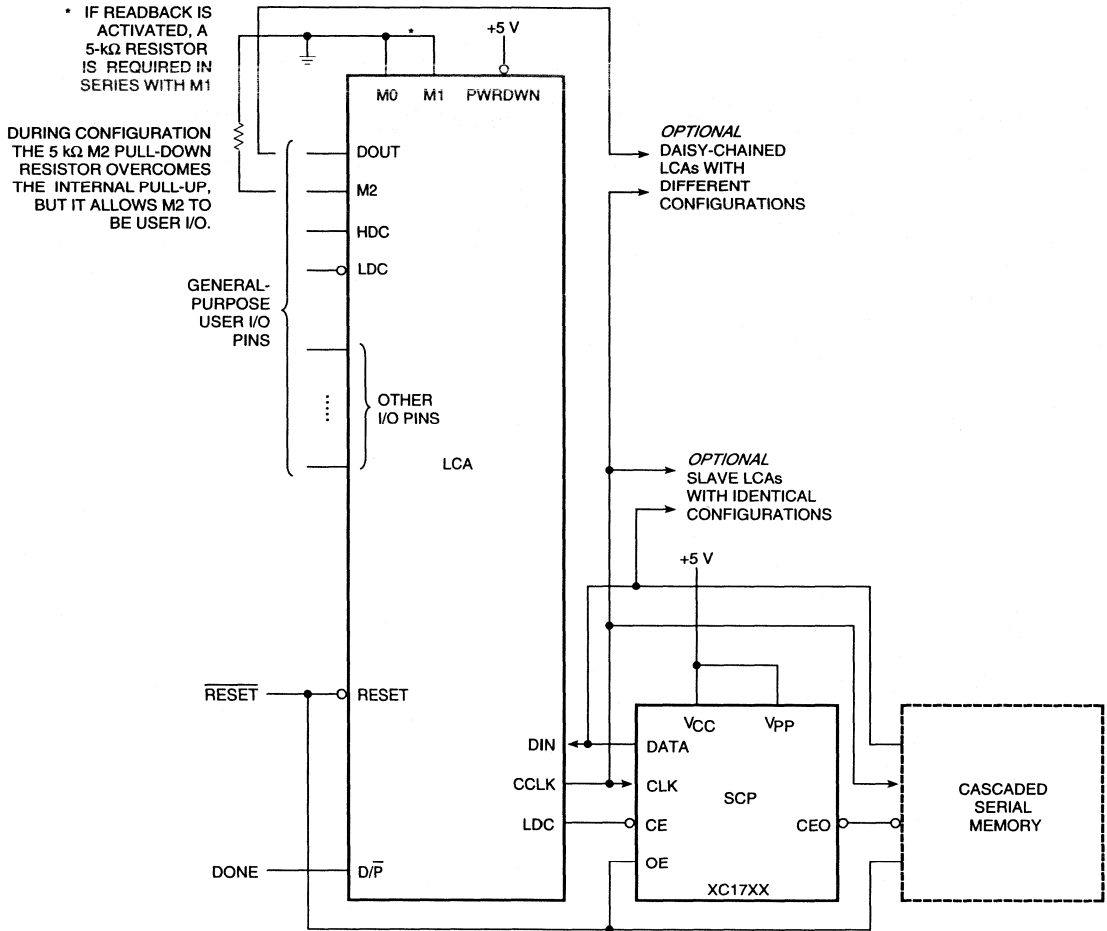 * IF READBACK IS
ACTIVATED, A
5-kΩ RESISTOR
IS REQUIRED IN
SERIES WITH M1
*
+5 V
M0
M1
PWRDWN
DURING CONFIGURATION
THE 5 kΩ M2 PULL-DOWN
RESISTOR OVERCOMES
THE INTERNAL PULL-UP,
BUT IT ALLOWS M2 TO
BE USER I/O.
DOUT
M2
HDC
LDC
OPTIONAL
DAISY-CHAINED
LCAs WITH
DIFFERENT
CONFIGURATIONS
GENERAL-
PURPOSE
USER I/O
PINS
OTHER
I/O PINS
LCA
OPTIONAL
SLAVE LCAs
WITH IDENTICAL
CONFIGURATIONS
+5 V
RESET
RESET
DIN
CCLK
LDC
DONE
D/P̅
VCC
VPP
DATA
CLK
SCP
CE
CEO
OE
XC17XX
CASCADED
SERIAL
MEMORY